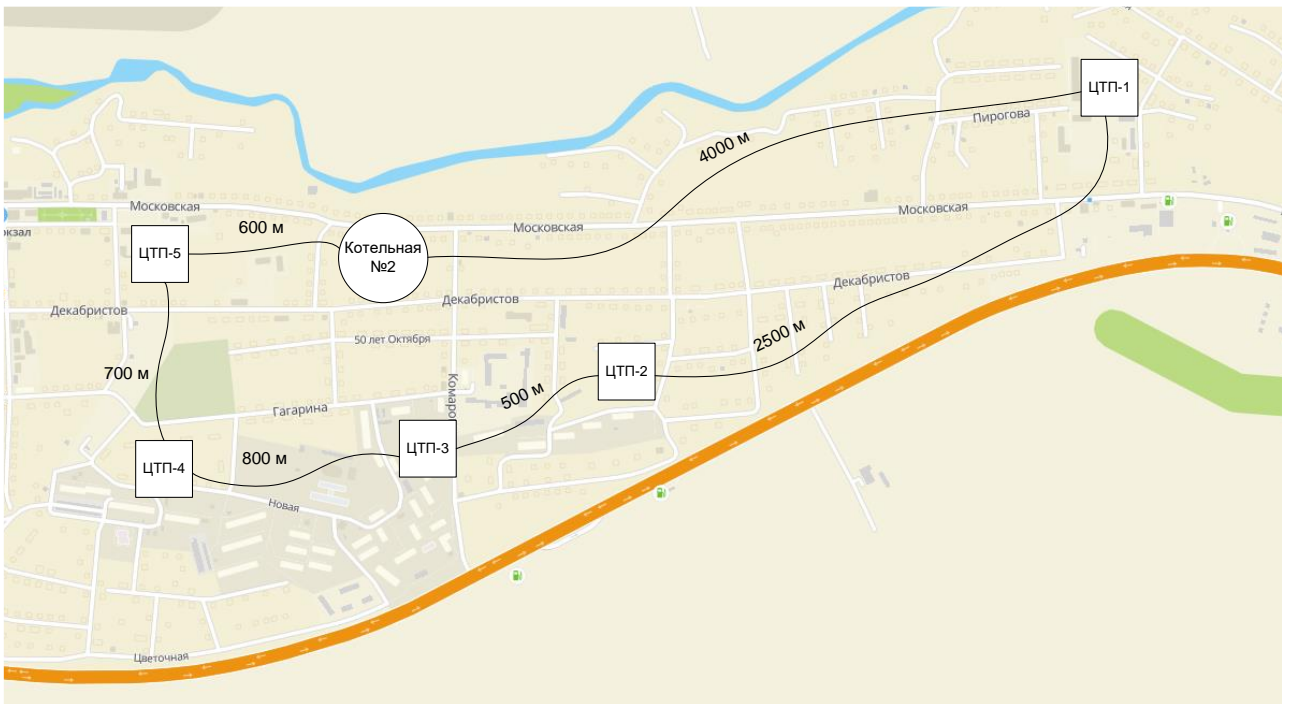 ЦТП-1
Пирогова
4000 м
Московская
Московская
Московская
600 м
окзал
ЦТП-5
Котельная
№2
Декабристов
Декабристов
Декабристов
50 лет Октября
2500 м
ЦТП-2
700 м
500 м
Комаро
Гагарина
ЦТП-3
800 м
ЦТП-4
Новая
Цветочная